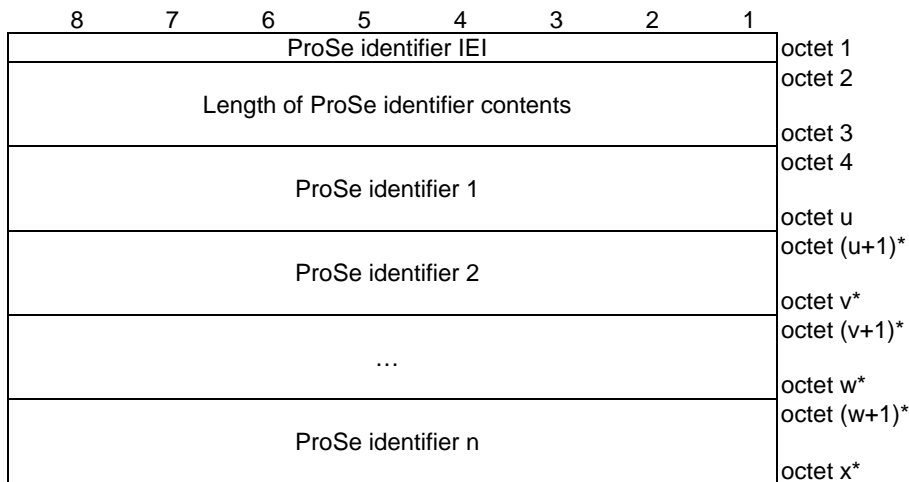 8 7 6 5 4 3 2 1
ProSe identifier IEI octet 1
octet 2
Length of ProSe identifier contents
octet 3
octet 4
ProSe identifier 1
octet u
octet (u+1)*
ProSe identifier 2
octet v*
octet (v+1)*
…
octet w*
octet (w+1)*
ProSe identifier n
octet x*